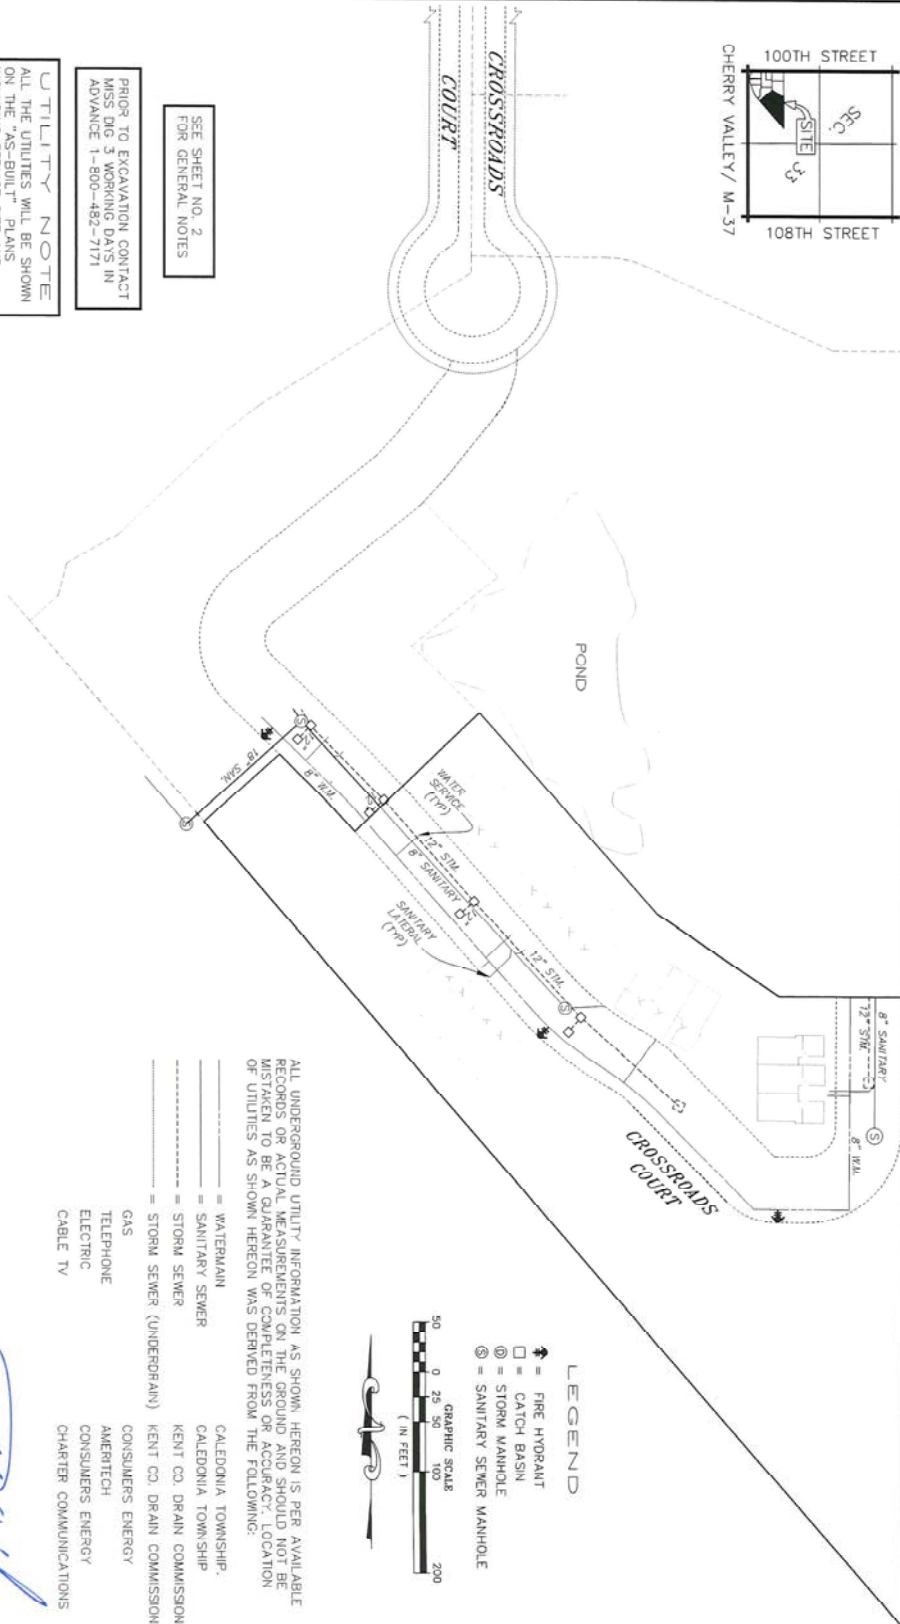 100TH STREET
SEC.
33
SITE
108TH STREET
CHERRY VALLEY/ M-37
CROSSROADS
COURT
SEE SHEET NO. 2
FOR GENERAL NOTES
PRIOR TO EXCAVATION CONTACT
MISS DIG 3 WORKING DAYS IN
ADVANCE 1-800-482-7171
UTILITY NOTE
ALL THE UTILITIES WILL BE SHOWN
ON THE "AS-BUILT" PLANS
POND
WATER
SERVICE
(TYP)
12" STM.
8" SANITARY
12"
18" SAN.
8" W.M.
12"
SANITARY
LATERAL
(TYP)
12" STM.
S
S
S
8" SANITARY
12" STM.
S
8" W.M.
CROSSROADS
COURT
LEGEND
= FIRE HYDRANT
= CATCH BASIN
D = STORM MANHOLE
S = SANITARY SEWER MANHOLE
GRAPHIC SCALE
50 0 25 50 100 200
( IN FEET )
ALL UNDERGROUND UTILITY INFORMATION AS SHOWN HEREON IS PER AVAILABLE
RECORDS OR ACTUAL MEASUREMENTS ON THE GROUND AND SHOULD NOT BE
MISTAKEN TO BE A GUARANTEE OF COMPLETENESS OR ACCURACY. LOCATION
OF UTILITIES AS SHOWN HEREON WAS DERIVED FROM THE FOLLOWING:
= WATERMAIN CALEDONIA TOWNSHIP.
= SANITARY SEWER CALEDONIA TOWNSHIP
= STORM SEWER KENT CO. DRAIN COMMISSION
= STORM SEWER (UNDERDRAIN) KENT CO. DRAIN COMMISSION
GAS CONSUMERS ENERGY
TELEPHONE AMERITECH
ELECTRIC CONSUMERS ENERGY
CABLE TV CHARTER COMMUNICATIONS